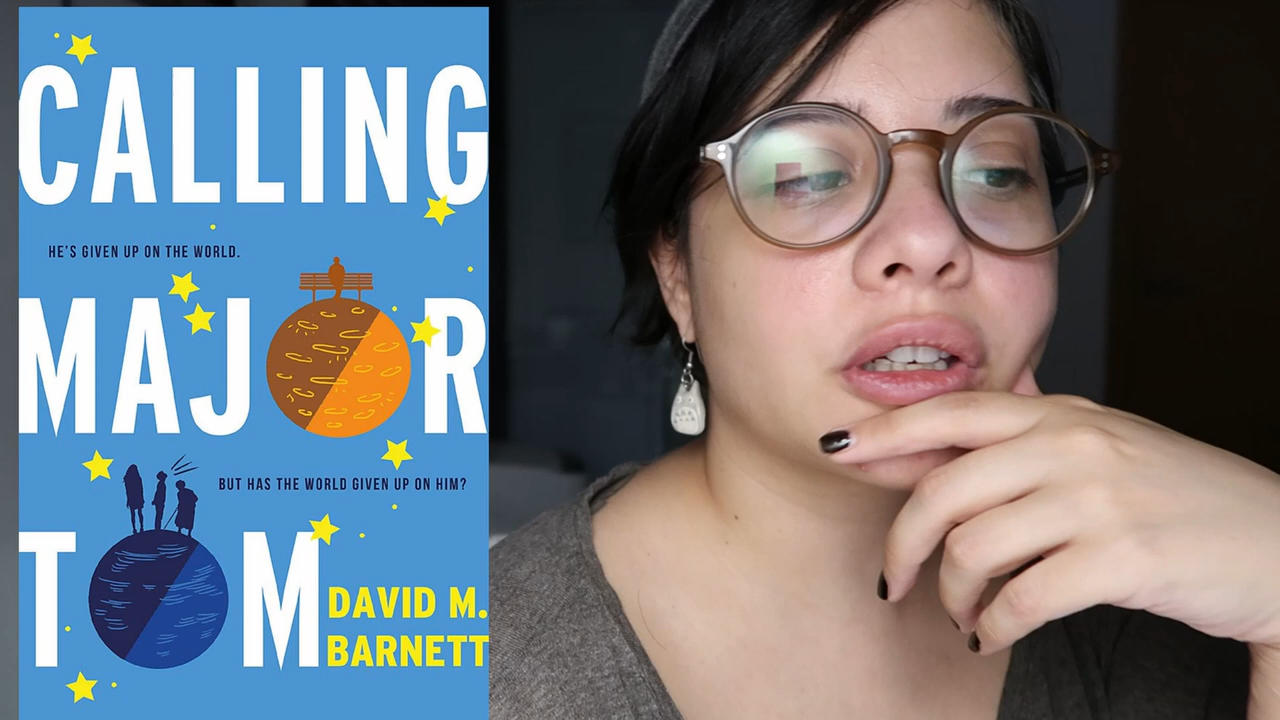 CALLING
HE'S GIVEN UP ON THE WORLD.
MAJOR
BUT HAS THE WORLD GIVEN UP ON HIM?
TOM
DAVID M.
BARNETT